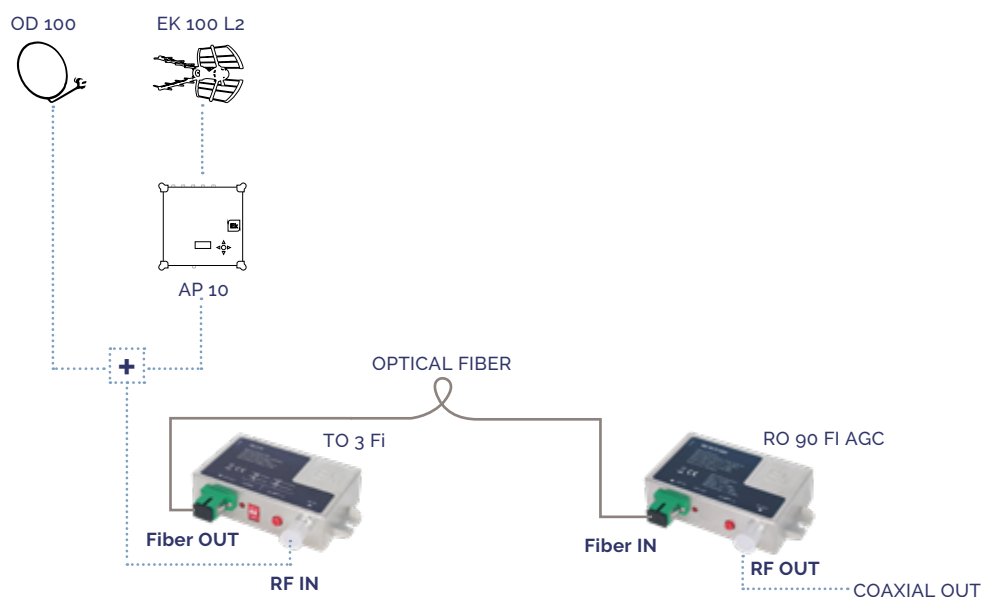 OD 100
EK 100 L2
Ek
AP 10
+
OPTICAL FIBER
TO 3 Fi
RO 90 FI AGC
Fiber OUT
Fiber IN
RF IN
RF OUT
COAXIAL OUT